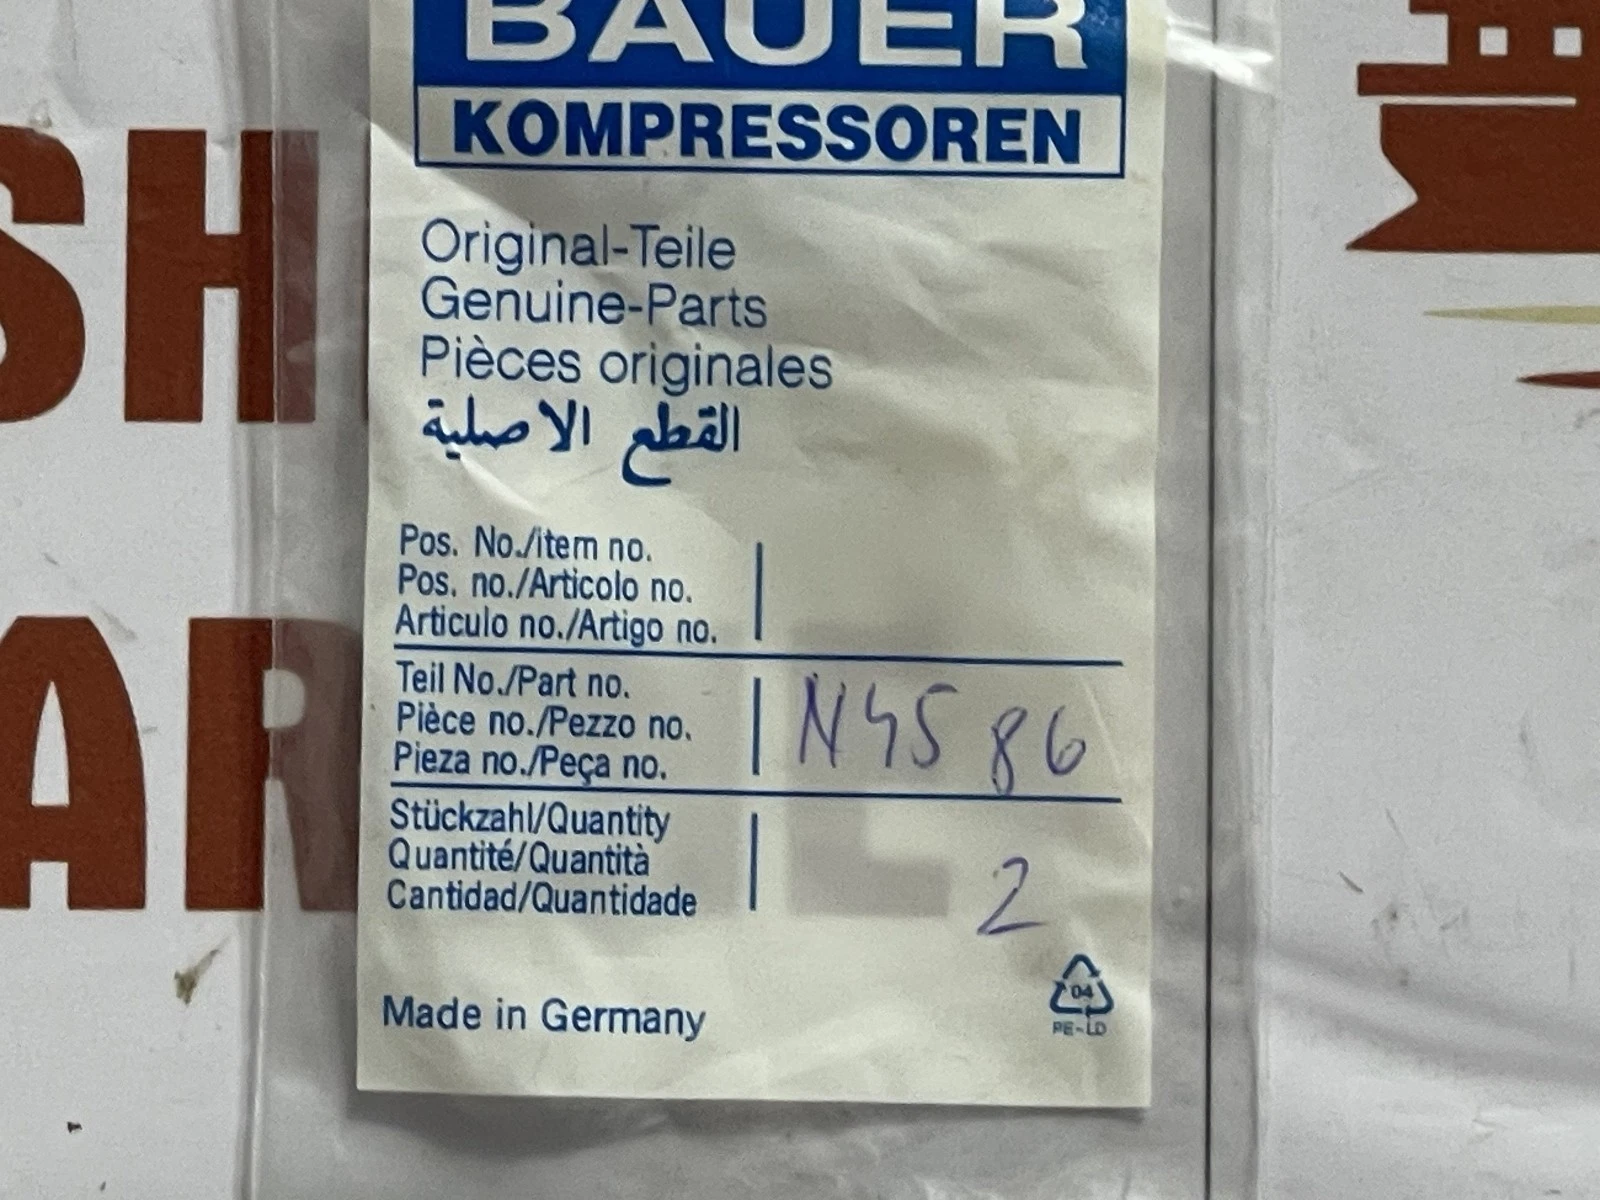 BAUER
KOMPRESSOREN
Original-Teile
Genuine-Parts
Pièces originales
القطع الاصلية
Pos. No./item no.
Pos. no./Articolo no.
Articulo no./Artigo no.
Teil No./Part no.
Pièce no./Pezzo no.
Pieza no./Peça no.
N4586
Stückzahl/Quantity
Quantité/Quantità
Cantidad/Quantidade
2
Made in Germany
04
PE-LD
SH
AR